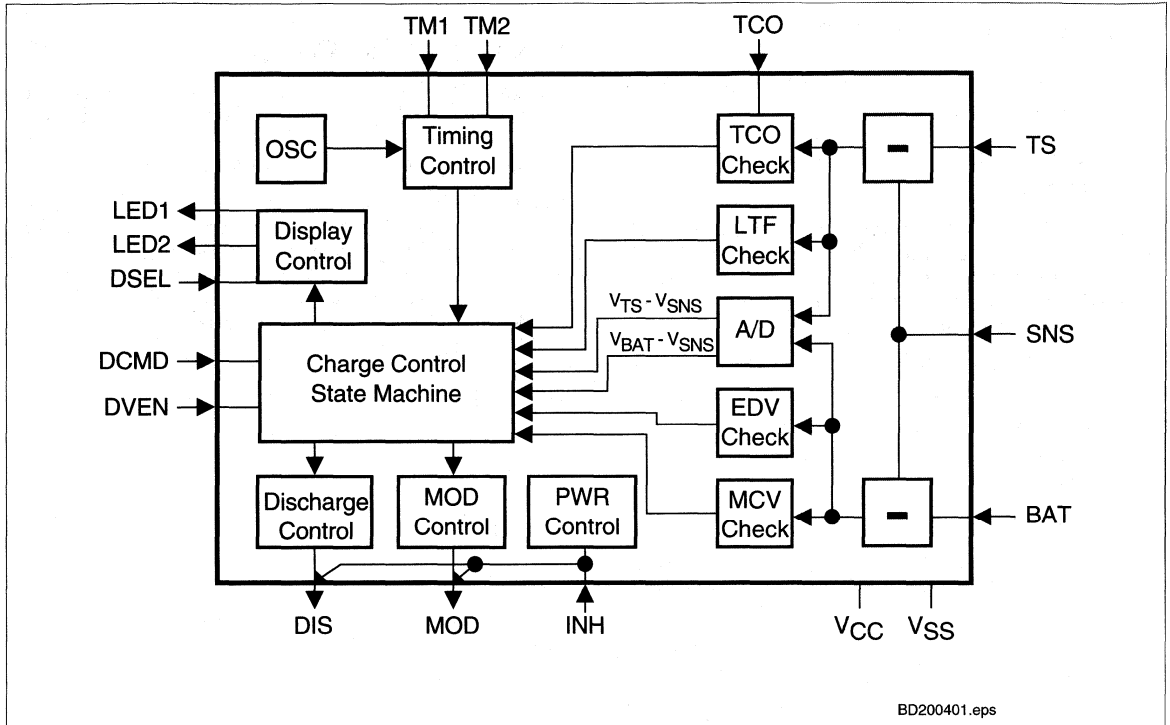 TM1 TM2 TCO
OSC
Timing
Control
TCO
Check
TS
LED1
LED2
DSEL
Display
Control
LTF
Check
VTS - VSNS
VBAT - VSNS
A/D
SNS
DCMD
DVEN
Charge Control
State Machine
EDV
Check
Discharge
Control
MOD
Control
PWR
Control
MCV
Check
BAT
DIS MOD INH VCC VSS
BD200401.eps